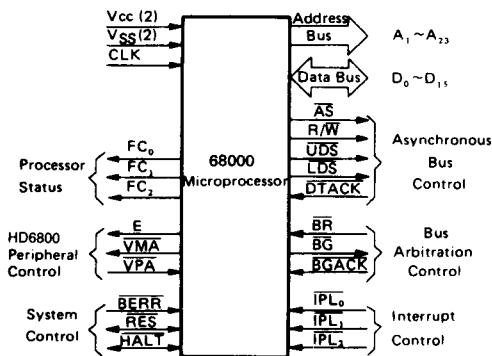 Vcc (2)
VSS (2)
CLK
Address
Bus
A1~A23
Data Bus
D0~D15
AS
R/W
UDS
LDS
DTACK
Asynchronous
Bus
Control
FC0
FC1
FC2
Processor
Status
68000
Microprocessor
E
VMA
VPA
HD6800
Peripheral
Control
BR
BG
BGACK
Bus
Arbitration
Control
BERR
RES
HALT
System
Control
IPL0
IPL1
IPL2
Interrupt
Control